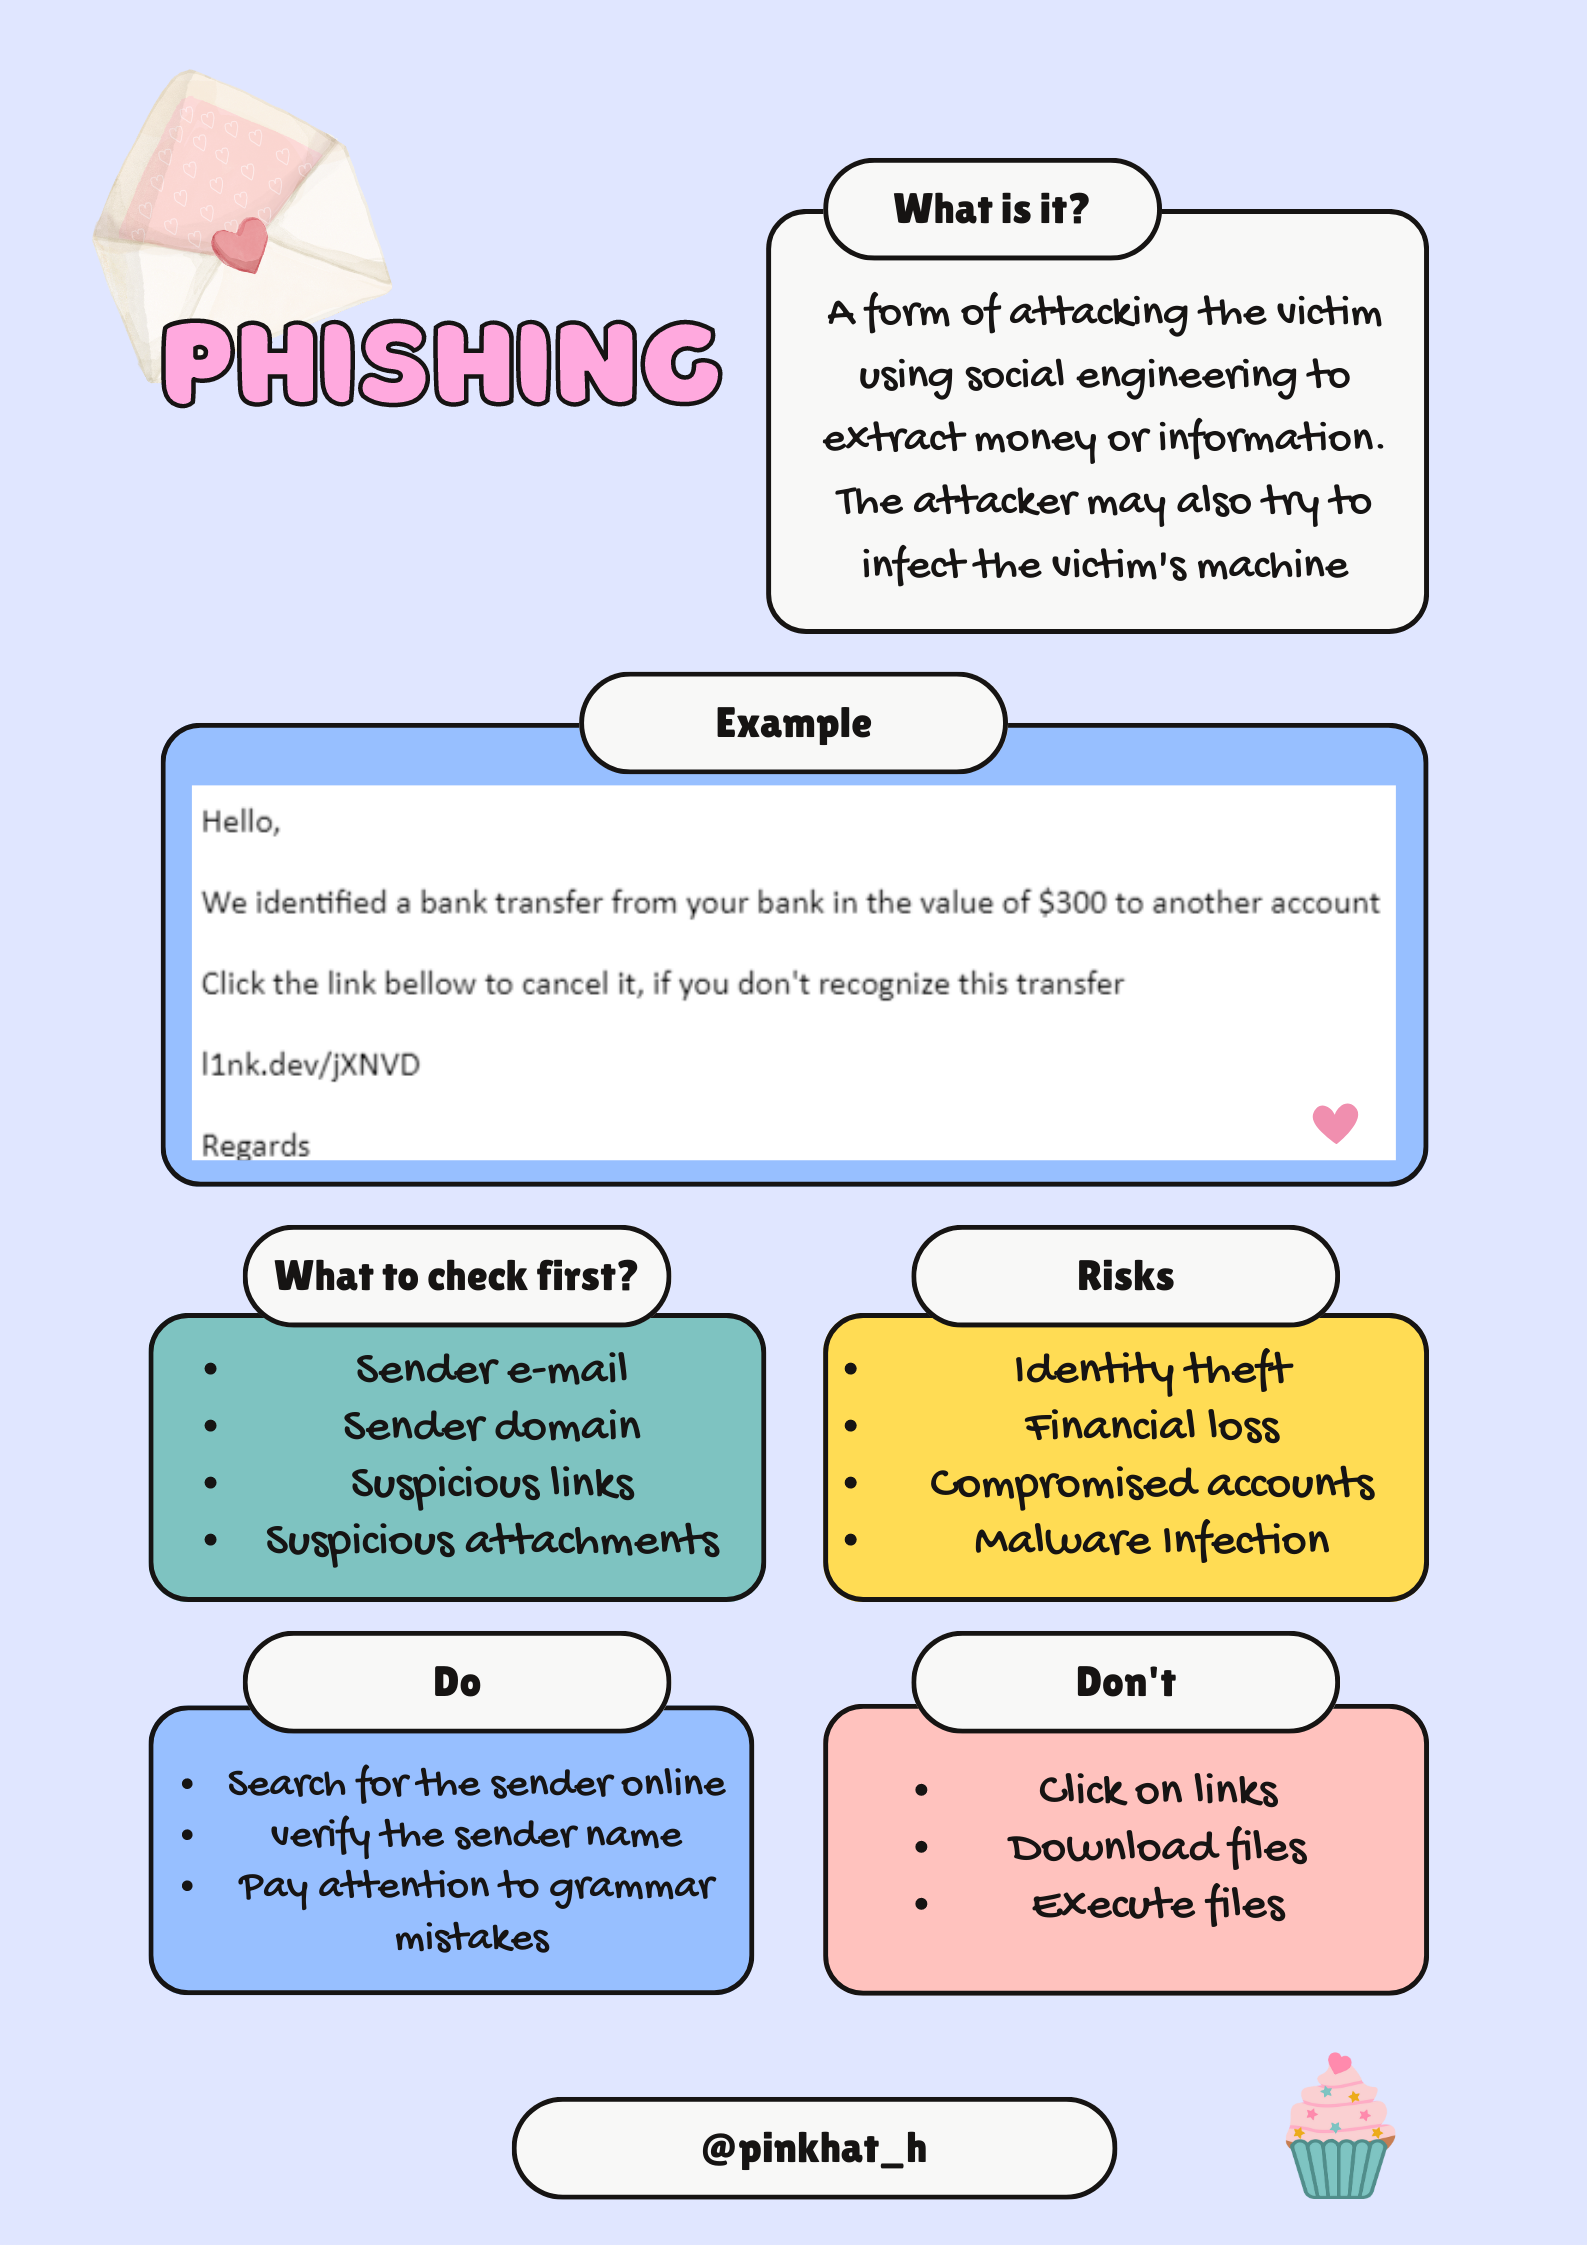 PHISHING
What is it?
A form of attacking the victim
using social engineering to
extract money or information.
The attacker may also try to
infect the victim's machine
Example
Hello,
We identified a bank transfer from your bank in the value of $300 to another account
Click the link bellow to cancel it, if you don't recognize this transfer
l1nk.dev/jXNVD
Regards
What to check first?
• Sender e-mail
• Sender domain
• Suspicious links
• Suspicious attachments
Risks
• Identity theft
• Financial loss
• Compromised accounts
• Malware Infection
Do
• Search for the sender online
• verify the sender name
• Pay attention to grammar
mistakes
Don't
• Click on links
• Download files
• Execute files
@pinkhat_h